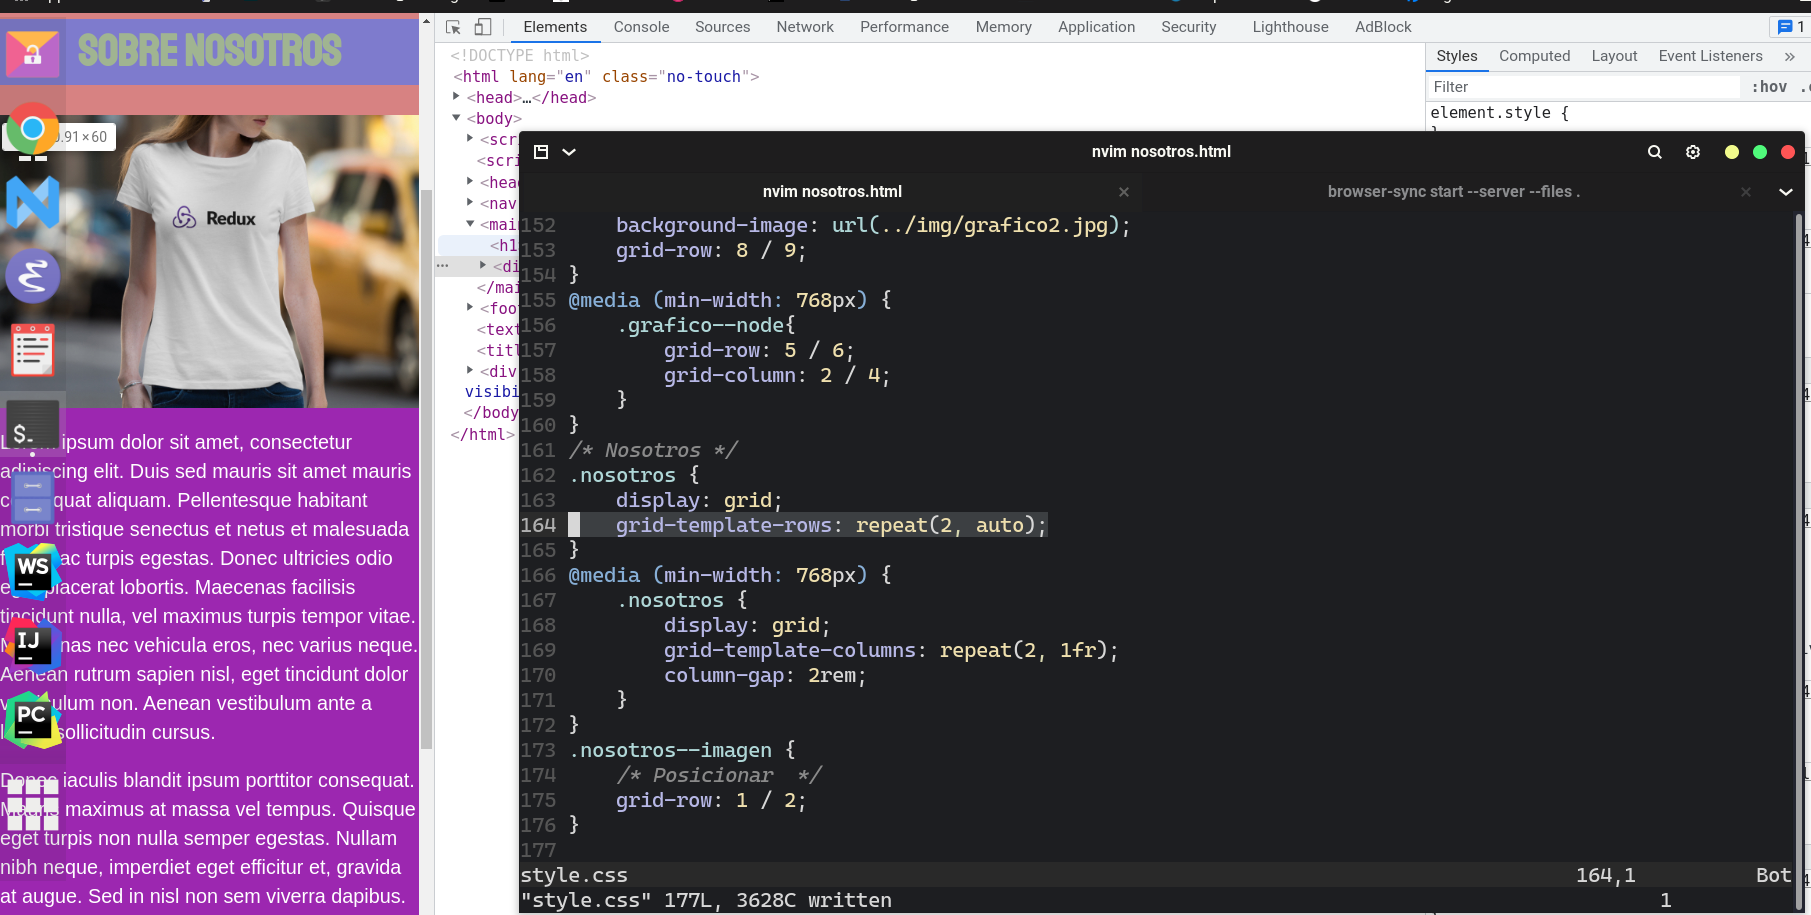 SOBRE NOSOTROS
.91 × 60
Redux
ipsum dolor sit amet, consectetur
adipiscing elit. Duis sed mauris sit amet mauris
quat aliquam. Pellentesque habitant
morbi tristique senectus et netus et malesuada
ac turpis egestas. Donec ultricies odio
placerat lobortis. Maecenas facilisis
tincidunt nulla, vel maximus turpis tempor vitae.
nas nec vehicula eros, nec varius neque.
Aenean rutrum sapien nisl, eget tincidunt dolor
ulum non. Aenean vestibulum ante a
sollicitudin cursus.
Donec iaculis blandit ipsum porttitor consequat.
Mauris maximus at massa vel tempus. Quisque
eget turpis non nulla semper egestas. Nullam
nibh neque, imperdiet eget efficitur et, gravida
at augue. Sed in nisl non sem viverra dapibus.
$_
WS
IJ
PC
Elements Console Sources Network Performance Memory Application Security Lighthouse AdBlock 1
<!DOCTYPE html>
<html lang="en" class="no-touch">
<head>…</head>
<body>
<scr
<scri
<head
<nav
<mai
<h1
<di
</mai
<foo
<text
<titl
<div
visibi
</body
</html>
Styles Computed Layout Event Listeners »
Filter :hov
element.style {
nvim nosotros.html
nvim nosotros.html × browser-sync start --server --files . ×
152 background-image: url(../img/grafico2.jpg);
153 grid-row: 8 / 9;
154 }
155 @media (min-width: 768px) {
156 .grafico--node{
157 grid-row: 5 / 6;
158 grid-column: 2 / 4;
159 }
160 }
161 /* Nosotros */
162 .nosotros {
163 display: grid;
164 grid-template-rows: repeat(2, auto);
165 }
166 @media (min-width: 768px) {
167 .nosotros {
168 display: grid;
169 grid-template-columns: repeat(2, 1fr);
170 column-gap: 2rem;
171 }
172 }
173 .nosotros--imagen {
174 /* Posicionar  */
175 grid-row: 1 / 2;
176 }
177
style.css 164,1 Bot
"style.css" 177L, 3628C written 1